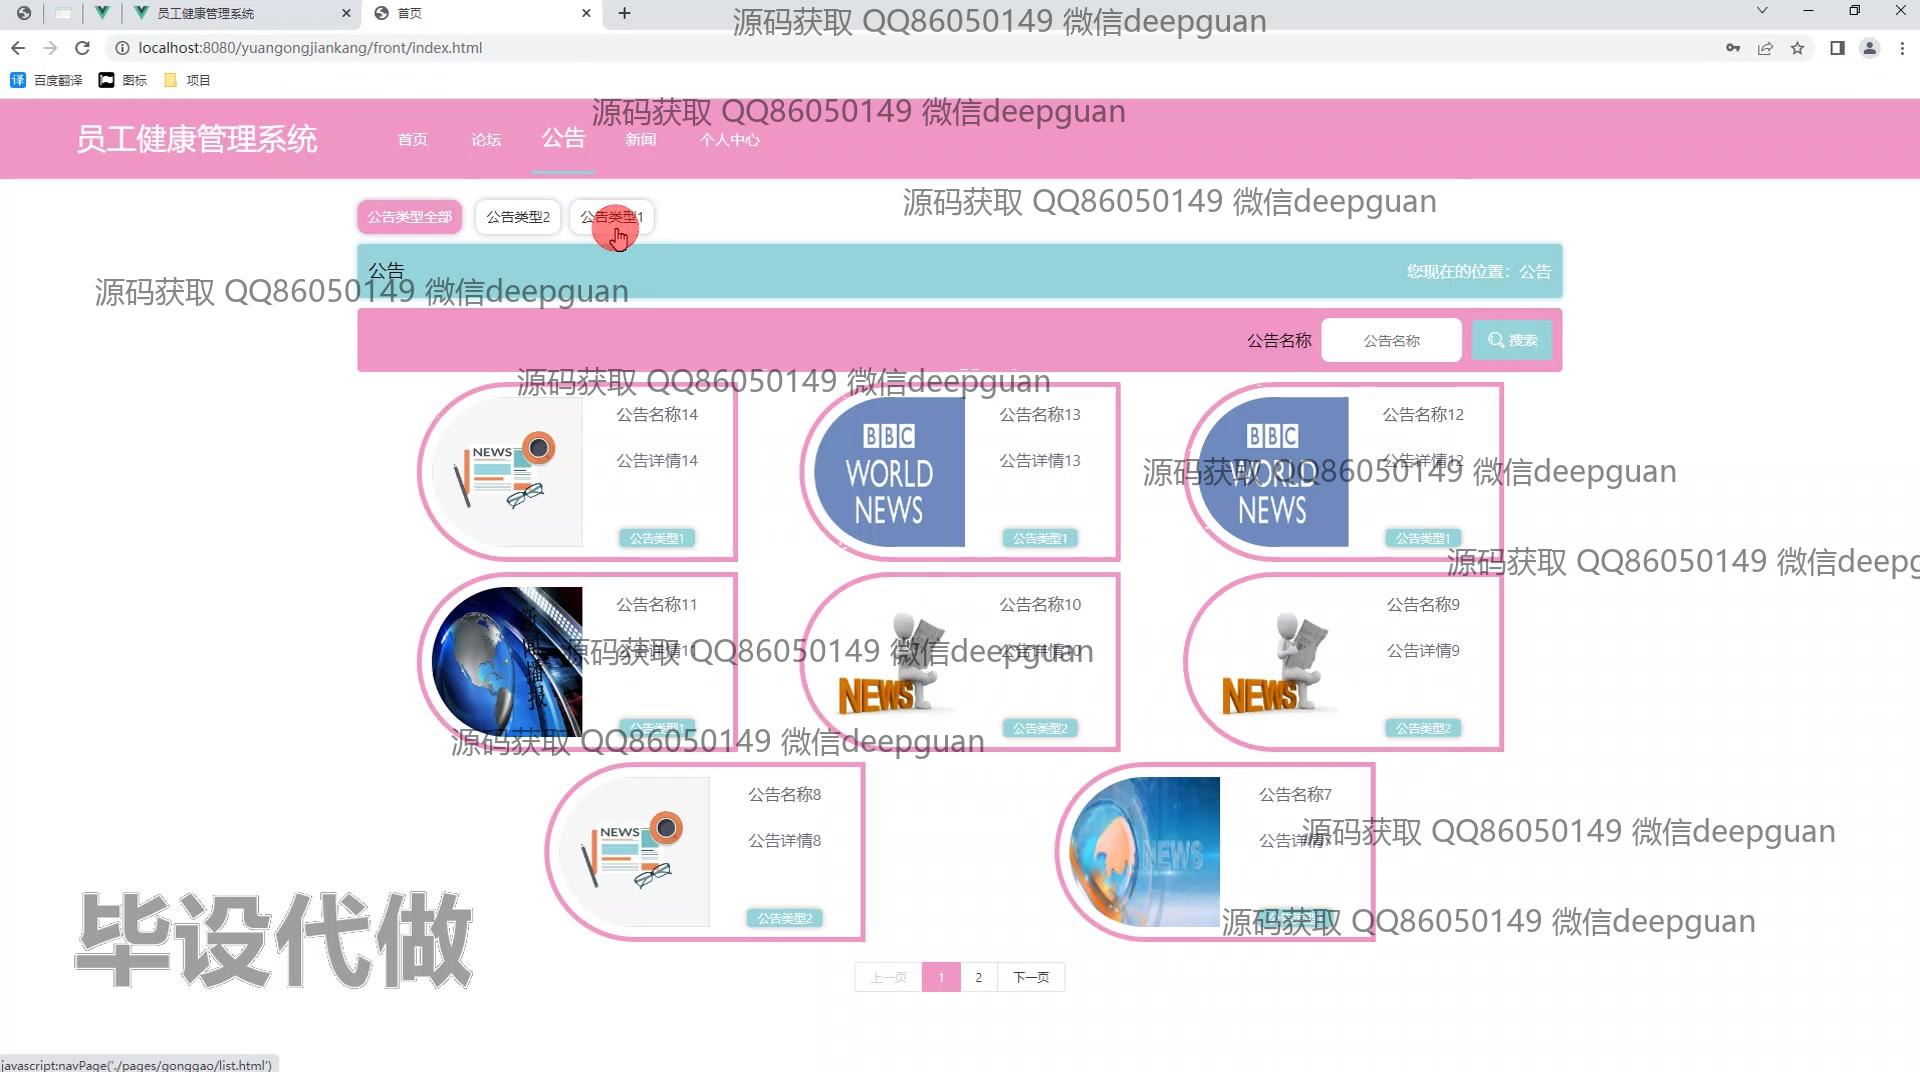 员工健康管理系统
首页
源码获取 QQ86050149 微信deepguan
localhost:8080/yuangongjiankang/front/index.html
百度翻译 图标 项目
源码获取 QQ86050149 微信deepguan
员工健康管理系统 首页 论坛 公告 新闻 个人中心
源码获取 QQ86050149 微信deepguan
公告类型全部 公告类型2 公告类型1
公告 您现在的位置：公告
源码获取 QQ86050149 微信deepguan
公告名称 公告名称 搜索
源码获取 QQ86050149 微信deepguan
公告名称14 公告名称13 公告名称12
NEWS
BBC WORLD NEWS
BBC WORLD NEWS
公告详情14 公告详情13 公告详情12
源码获取 QQ86050149 微信deepguan
公告类型1 公告类型1 公告类型1
源码获取 QQ86050149 微信deepg
公告名称11 公告名称10 公告名称9
新闻播报
公告详情11 公告详情10 公告详情9
源码获取 QQ86050149 微信deepguan
NEWS NEWS
公告类型1 公告类型2 公告类型2
源码获取 QQ86050149 微信deepguan
公告名称8 公告名称7
NEWS NEWS
公告详情8 公告详情7
源码获取 QQ86050149 微信deepguan
公告类型2
源码获取 QQ86050149 微信deepguan
毕设代做
上一页 1 2 下一页
javascript:navPage('./pages/gonggao/list.html')